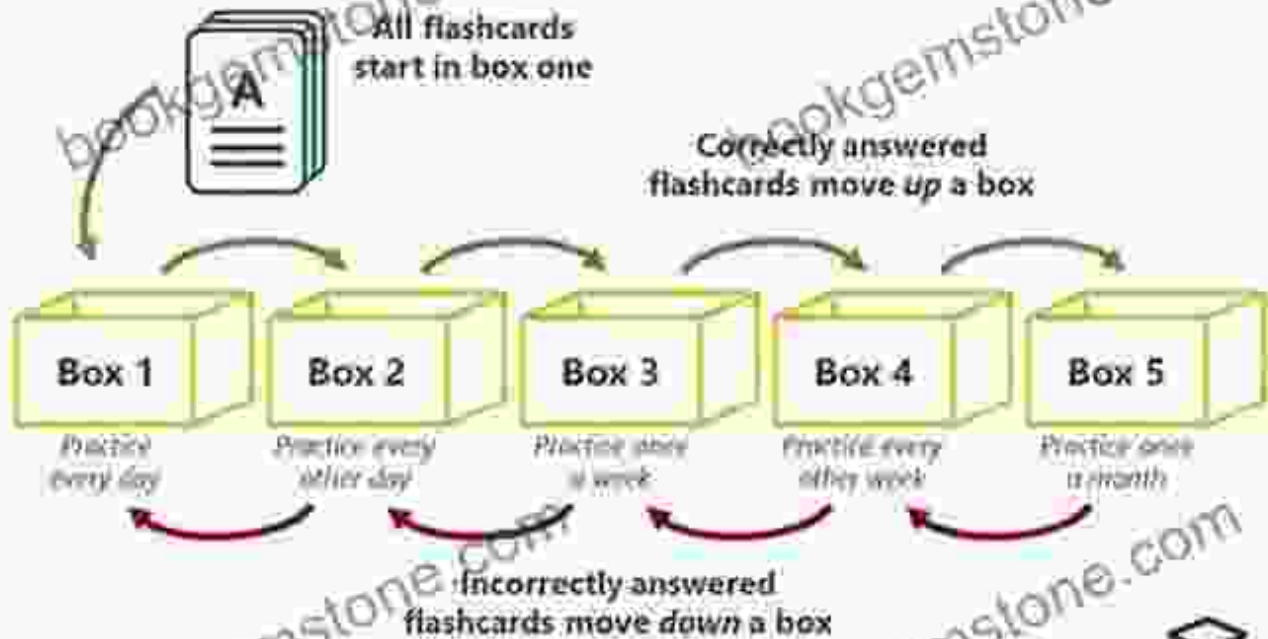 All flashcards
start in box one
A
bookgemstone
bookgemstone.
Correctly answered
flashcards move up a box
Box 1
Box 2
Box 3
Box 4
Box 5
Practice
every day
Practice every
other day
Practice once
a week
Practice every
other week
Practice once
a month
Incorrectly answered
flashcards move down a box
mstone.com
mstone.com